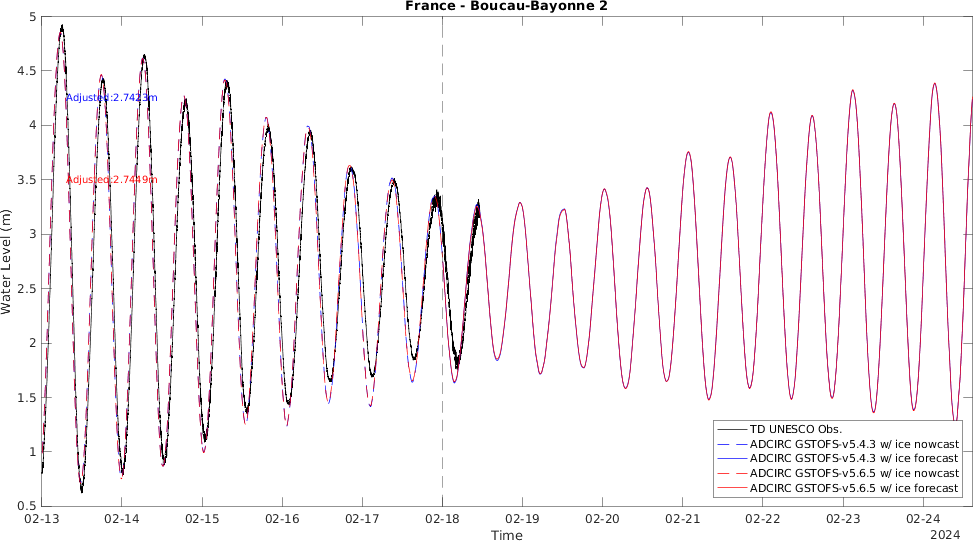 France - Boucau-Bayonne 2
5
4.5
4
3.5
3
2.5
2
1.5
1
0.5
Water Level (m)
Adjusted:2.7423m
Adjusted:2.7449m
TD UNESCO Obs.
ADCIRC GSTOFS-v5.4.3 w/ ice nowcast
ADCIRC GSTOFS-v5.4.3 w/ ice forecast
ADCIRC GSTOFS-v5.6.5 w/ ice nowcast
ADCIRC GSTOFS-v5.6.5 w/ ice forecast
02-13 02-14 02-15 02-16 02-17 02-18 02-19 02-20 02-21 02-22 02-23 02-24
Time
2024